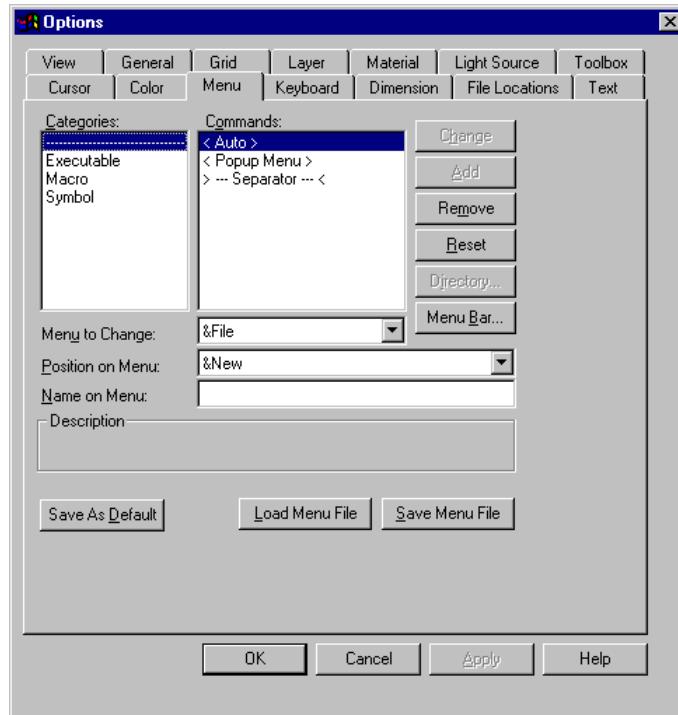 Options
View General Grid Layer Material Light Source Toolbox
Cursor Color Menu Keyboard Dimension File Locations Text
Categories: Commands:
-------------------------------- < Auto > Change
Executable < Popup Menu >
Macro > --- Separator --- < Add
Symbol
Remove
Reset
Directory...
Menu Bar...
Menu to Change: &File
Position on Menu: &New
Name on Menu:
Description
Save As Default Load Menu File Save Menu File
OK Cancel Apply Help